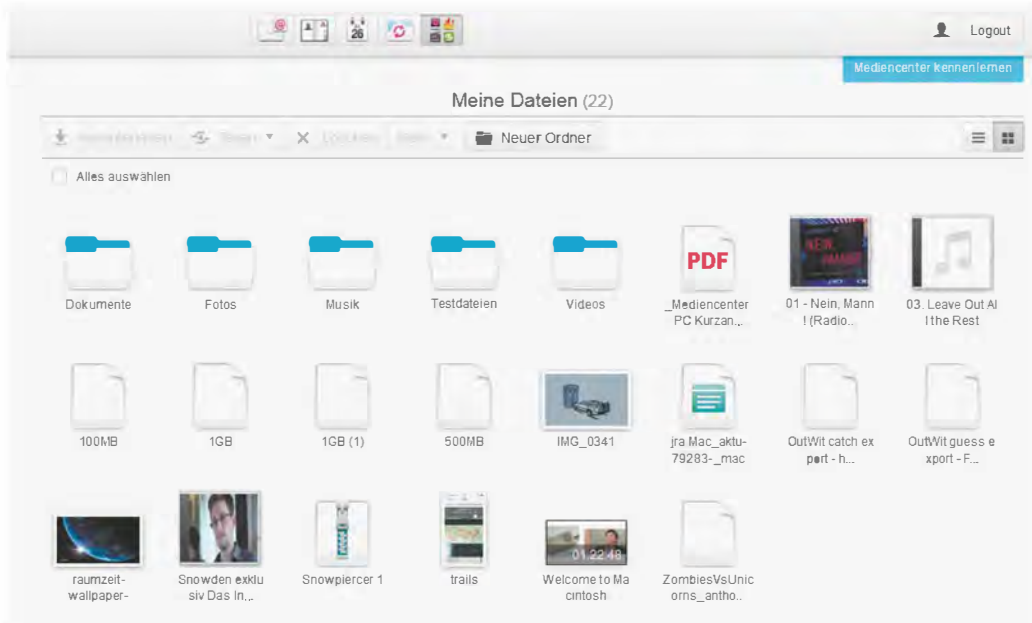 26
Logout
Mediencenter kennenlernen
Meine Dateien (22)
Neuer Ordner
Alles auswählen
PDF
NEIN,
MANN!
Dokumente
Fotos
Musik
Testdateien
Videos
_Mediencenter
PC Kurzan...
01 - Nein, Mann
! (Radio...
03. Leave Out Al
l the Rest
100MB
1GB
1GB (1)
500MB
IMG_0341
jra Mac_aktu-
79283-_mac
OutWit catch ex
port - h...
OutWit guess e
xport - F...
01:22:48
raumzeit-
wallpaper-
Snowden exklu
siv Das In...
Snowpiercer 1
trails
Welcome to Ma
cintosh
ZombiesVsUnic
orns_antho..